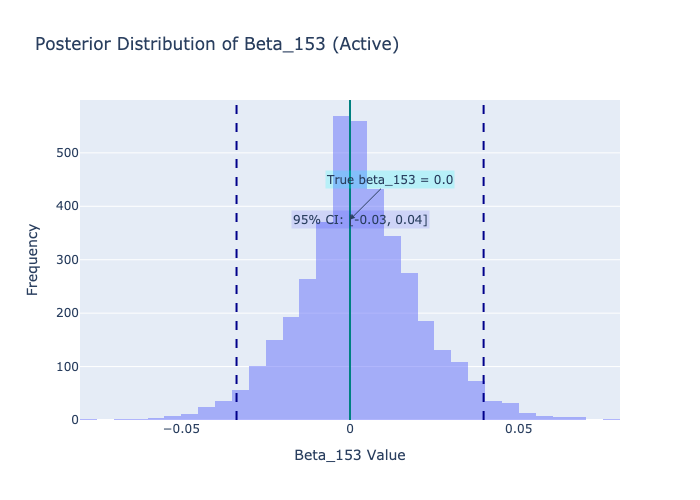 Posterior Distribution of Beta_153 (Active)
Frequency
500
400
300
200
100
0
True beta_153 = 0.0
95% CI: [-0.03, 0.04]
−0.05
0
0.05
Beta_153 Value